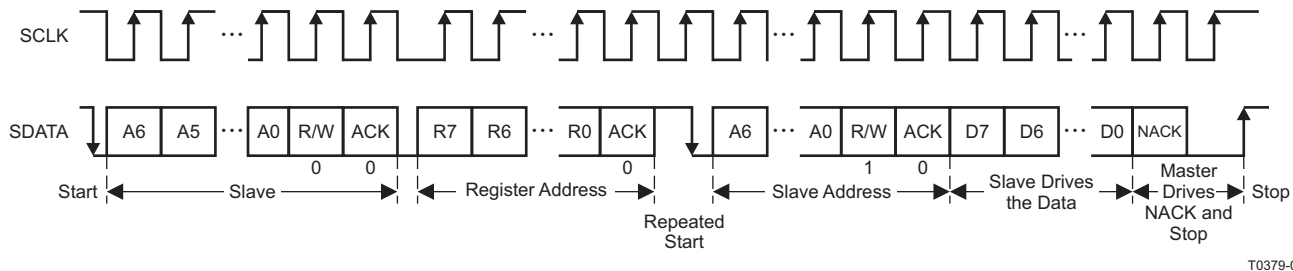 SCLK ... ... ... ...
SDATA A6 A5 ... A0 R/W ACK R7 R6 ... R0 ACK A6 ... A0 R/W ACK D7 D6 ... D0 NACK
0 0 0 1 0
Start Slave Register Address Slave Address Slave Drives the Data Master Drives NACK and Stop Stop
Repeated Start